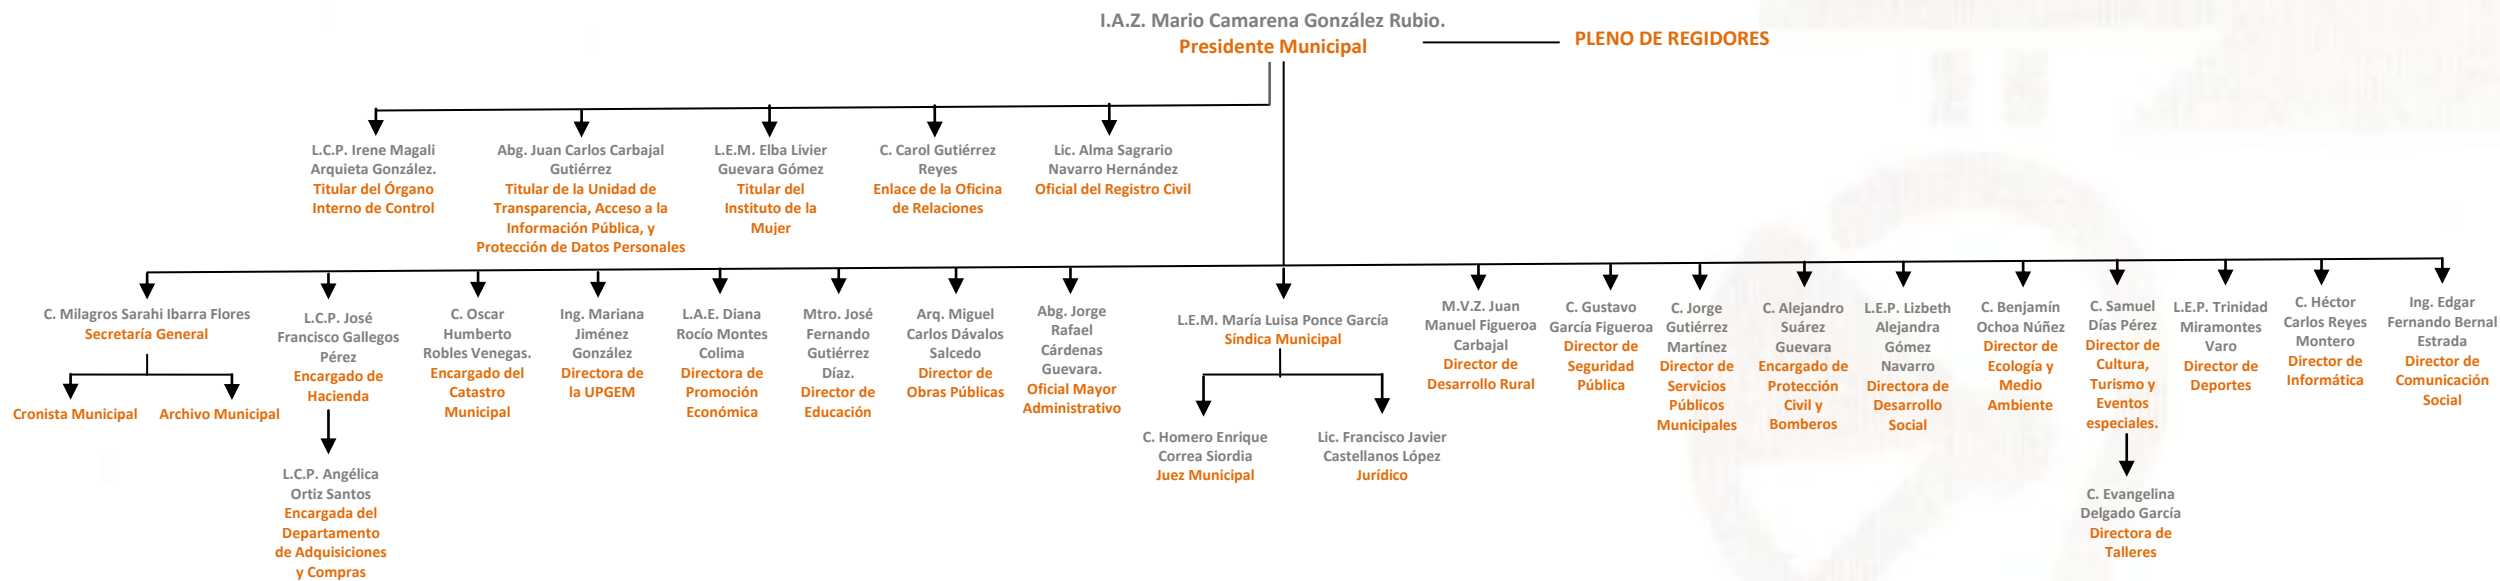 I.A.Z. Mario Camarena González Rubio.
Presidente Municipal
PLENO DE REGIDORES
L.C.P. Irene Magali
Arquieta González.
Titular del Órgano
Interno de Control
Abg. Juan Carlos Carbajal
Gutiérrez
Titular de la Unidad de
Transparencia, Acceso a la
Información Pública, y
Protección de Datos Personales
L.E.M. Elba Livier
Guevara Gómez
Titular del
Instituto de la
Mujer
C. Carol Gutiérrez
Reyes
Enlace de la Oficina
de Relaciones
Lic. Alma Sagrario
Navarro Hernández
Oficial del Registro Civil
C. Milagros Sarahi Ibarra Flores
Secretaría General
Cronista Municipal
Archivo Municipal
L.C.P. José
Francisco Gallegos
Pérez
Encargado de
Hacienda
L.C.P. Angélica
Ortiz Santos
Encargada del
Departamento
de Adquisiciones
y Compras
C. Oscar
Humberto
Robles Venegas.
Encargado del
Catastro
Municipal
Ing. Mariana
Jiménez
González
Directora de
la UPGEM
L.A.E. Diana
Rocío Montes
Colima
Directora de
Promoción
Económica
Mtro. José
Fernando
Gutiérrez
Díaz.
Director de
Educación
Arq. Miguel
Carlos Dávalos
Salcedo
Director de
Obras Públicas
Abg. Jorge
Rafael
Cárdenas
Guevara.
Oficial Mayor
Administrativo
L.E.M. María Luisa Ponce García
Síndica Municipal
C. Homero Enrique
Correa Siordia
Juez Municipal
Lic. Francisco Javier
Castellanos López
Jurídico
M.V.Z. Juan
Manuel Figueroa
Carbajal
Director de
Desarrollo Rural
C. Gustavo
García Figueroa
Director de
Seguridad
Pública
C. Jorge
Gutiérrez
Martínez
Director de
Servicios
Públicos
Municipales
C. Alejandro
Suárez
Guevara
Encargado de
Protección
Civil y
Bomberos
L.E.P. Lizbeth
Alejandra
Gómez
Navarro
Directora de
Desarrollo
Social
C. Benjamín
Ochoa Núñez
Director de
Ecología y
Medio
Ambiente
C. Samuel
Días Pérez
Director de
Cultura,
Turismo y
Eventos
especiales.
C. Evangelina
Delgado García
Directora de
Talleres
L.E.P. Trinidad
Miramontes
Varo
Director de
Deportes
C. Héctor
Carlos Reyes
Montero
Director de
Informática
Ing. Edgar
Fernando Bernal
Estrada
Director de
Comunicación
Social